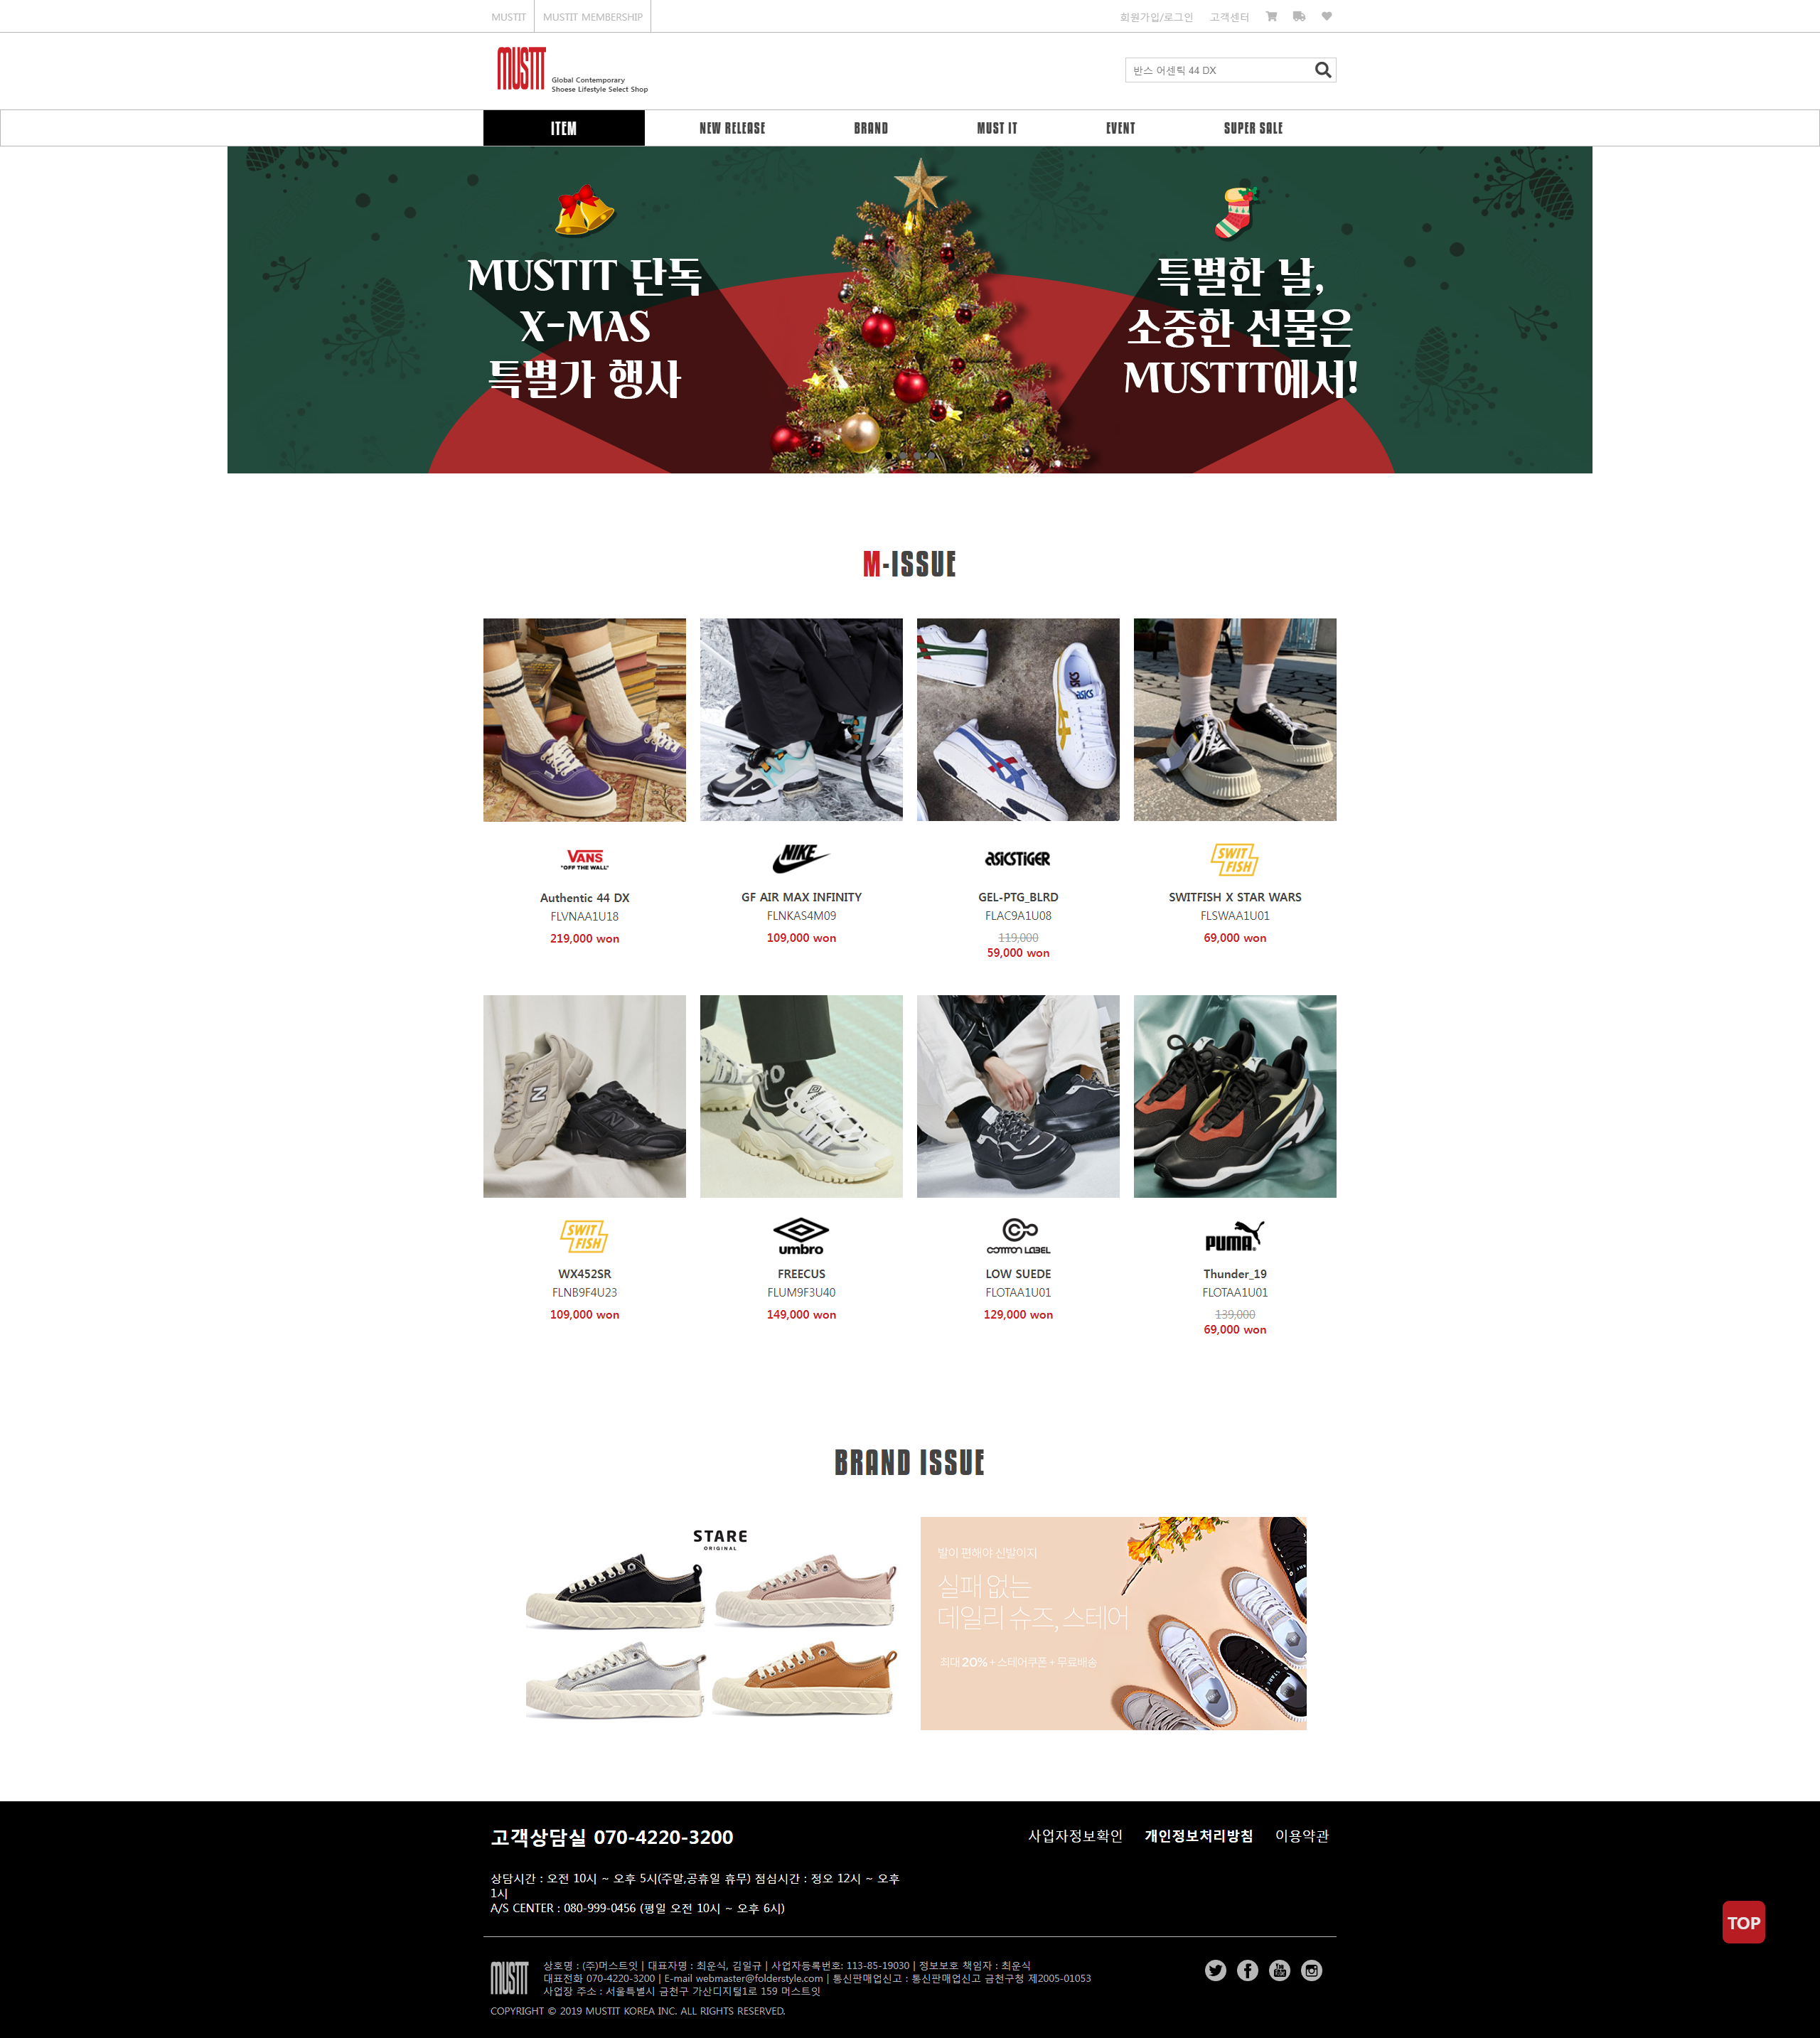 MUSTIT
MUSTIT MEMBERSHIP
회원가입/로그인
고객센터
MUSTIT
Global Contemporary
Shoese Lifestyle Select Shop
반스 어센틱 44 DX
ITEM
NEW RELEASE
BRAND
MUST IT
EVENT
SUPER SALE
MUSTIT 단독
X-MAS
특별가 행사
특별한 날,
소중한 선물은
MUSTIT에서!
M-ISSUE
VANS
"OFF THE WALL"
Authentic 44 DX
FLVNAA1U18
219,000 won
NIKE
GF AIR MAX INFINITY
FLNKAS4M09
109,000 won
ASICS
asicstiger
GEL-PTG_BLRD
FLAC9A1U08
119,000
59,000 won
SWIT
FISH
SWITFISH X STAR WARS
FLSWAA1U01
69,000 won
SWIT
FISH
WX452SR
FLNB9F4U23
109,000 won
umbro
FREECUS
FLUM9F3U40
149,000 won
COMMON LABEL
LOW SUEDE
FLOTAA1U01
129,000 won
PUMA
Thunder_19
FLOTAA1U01
139,000
69,000 won
BRAND ISSUE
STARE
ORIGINAL
발이 편해야 신발이지
실패 없는
데일리 슈즈, 스테어
최대 20% + 스테어쿠폰 + 무료배송
고객상담실 070-4220-3200
사업자정보확인
개인정보처리방침
이용약관
상담시간 : 오전 10시 ~ 오후 5시(주말,공휴일 휴무) 점심시간 : 정오 12시 ~ 오후
1시
A/S CENTER : 080-999-0456 (평일 오전 10시 ~ 오후 6시)
TOP
MUSTIT
상호명 : (주)머스트잇 | 대표자명 : 최운식, 김일규 | 사업자등록번호: 113-85-19030 | 정보보호 책임자 : 최운식
대표전화 070-4220-3200 | E-mail webmaster@folderstyle.com | 통신판매업신고 : 통신판매업신고 금천구청 제2005-01053
사업장 주소 : 서울특별시 금천구 가산디지털1로 159 머스트잇
COPYRIGHT © 2019 MUSTIT KOREA INC. ALL RIGHTS RESERVED.